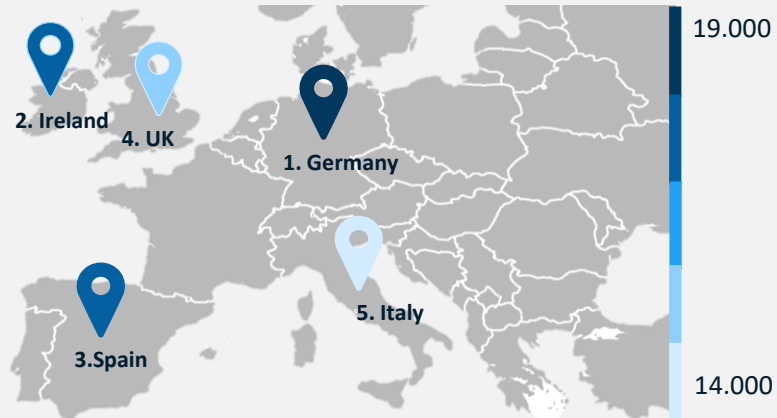 19.000
2. Ireland
4. UK
1. Germany
5. Italy
3.Spain
14.000